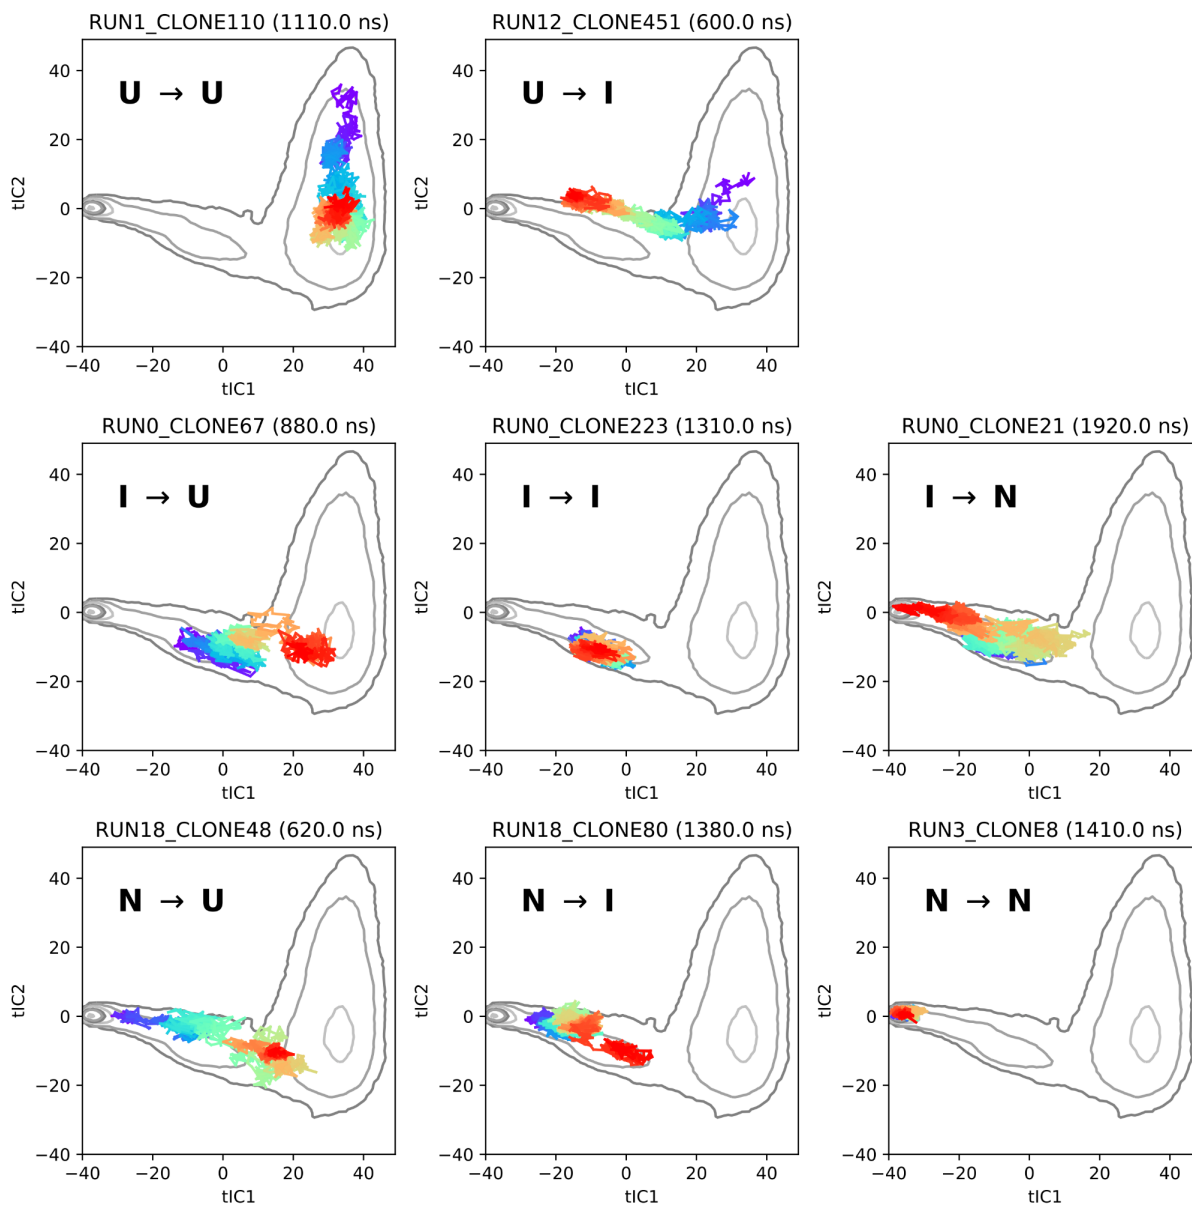 RUN1_CLONE110 (1110.0 ns)
U → U
tIC2
40
20
0
−20
−40
−40 −20 0 20 40
tIC1
RUN12_CLONE451 (600.0 ns)
U → I
40
20
0
−20
−40
−40 −20 0 20 40
tIC1
RUN0_CLONE67 (880.0 ns)
I → U
tIC2
40
20
0
−20
−40
−40 −20 0 20 40
tIC1
RUN0_CLONE223 (1310.0 ns)
I → I
40
20
0
−20
−40
−40 −20 0 20 40
tIC1
RUN0_CLONE21 (1920.0 ns)
I → N
tIC2
40
20
0
−20
−40
−40 −20 0 20 40
tIC1
RUN18_CLONE48 (620.0 ns)
N → U
tIC2
40
20
0
−20
−40
−40 −20 0 20 40
tIC1
RUN18_CLONE80 (1380.0 ns)
N → I
40
20
0
−20
−40
−40 −20 0 20 40
tIC1
RUN3_CLONE8 (1410.0 ns)
N → N
tIC2
40
20
0
−20
−40
−40 −20 0 20 40
tIC1